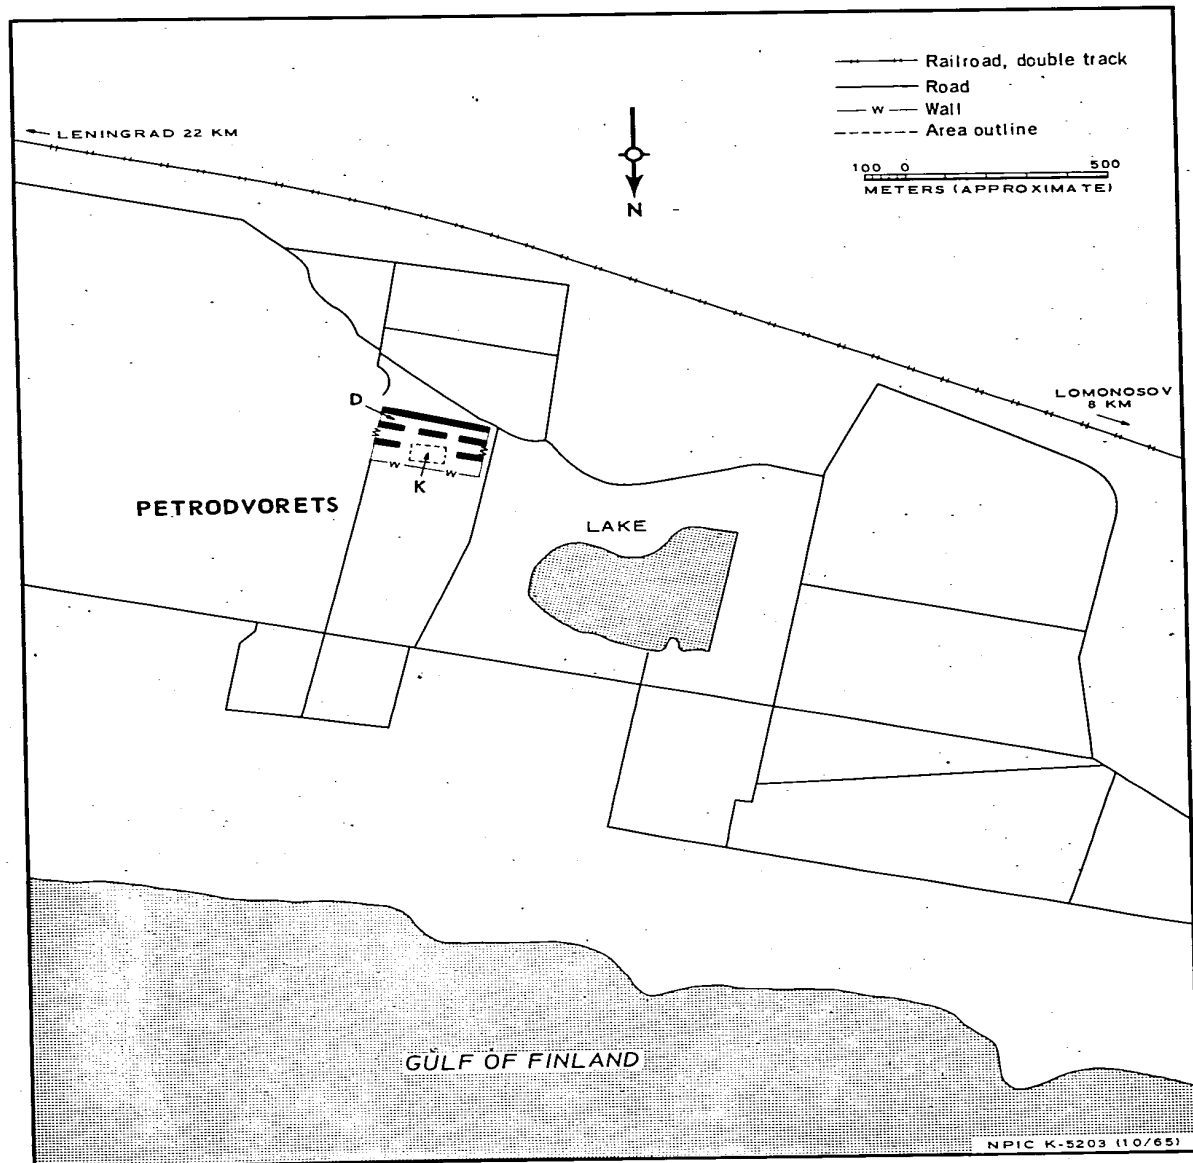 Railroad, double track
Road
W Wall
Area outline
100 0 500
METERS (APPROXIMATE)
LENINGRAD 22 KM
N
LOMONOSOV
8 KM
D
W
W
W W
K
PETRODVORETS
LAKE
GULF OF FINLAND
NPIC K-5203 (10/65)